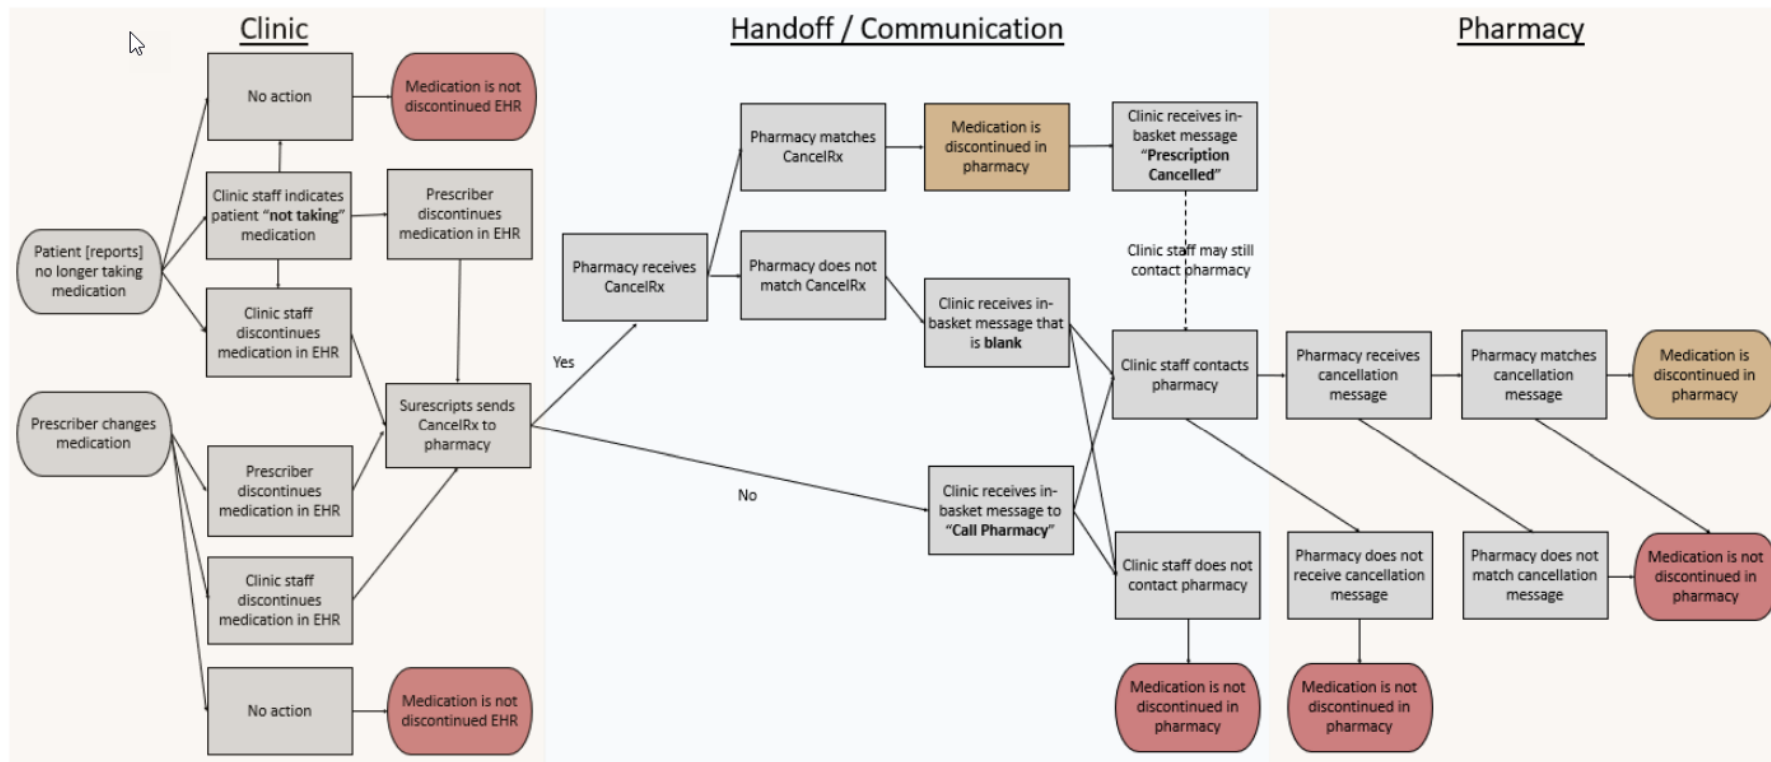 Clinic
Handoff / Communication
Pharmacy
No action
Medication is not
discontinued EHR
Clinic staff indicates
patient “not taking”
medication
Prescriber
discontinues
medication in EHR
Patient [reports]
no longer taking
medication
Clinic staff
discontinues
medication in EHR
Prescriber changes
medication
Surescripts sends
CancelRx to
pharmacy
Prescriber
discontinues
medication in EHR
Clinic staff
discontinues
medication in EHR
No action
Medication is not
discontinued EHR
Yes
No
Pharmacy receives
CancelRx
Pharmacy matches
CancelRx
Medication is
discontinued in
pharmacy
Clinic receives in-
basket message
“Prescription
Cancelled”
Pharmacy does not
match CancelRx
Clinic receives in-
basket message that
is blank
Clinic staff may still
contact pharmacy
Clinic staff contacts
pharmacy
Clinic receives in-
basket message to
“Call Pharmacy”
Clinic staff does not
contact pharmacy
Medication is not
discontinued in
pharmacy
Pharmacy receives
cancellation
message
Pharmacy matches
cancellation
message
Medication is
discontinued in
pharmacy
Pharmacy does not
receive cancellation
message
Pharmacy does not
match cancellation
message
Medication is not
discontinued in
pharmacy
Medication is not
discontinued in
pharmacy